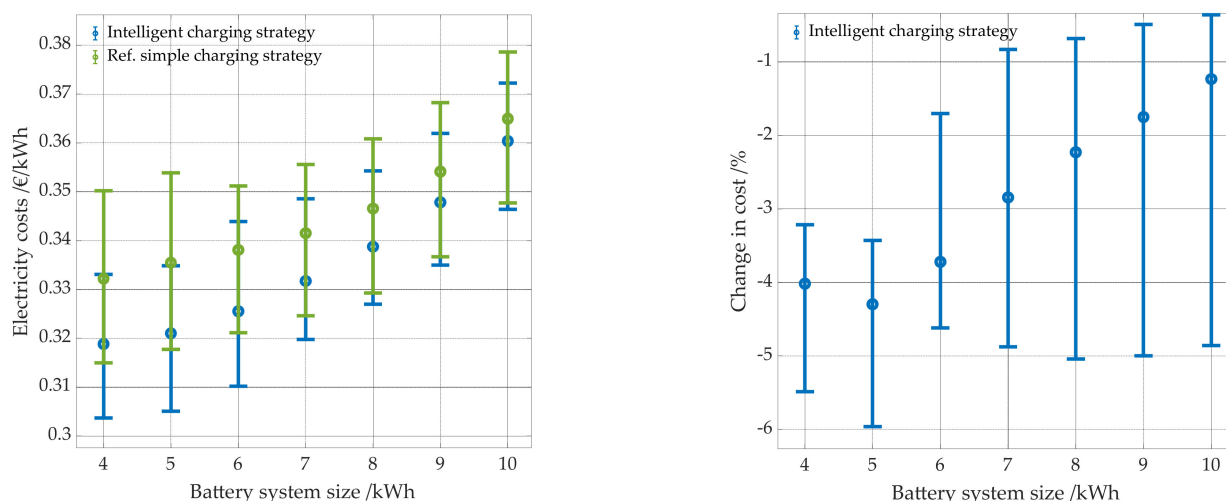 Intelligent charging strategy
Ref. simple charging strategy
0.38
0.37
0.36
0.35
0.34
0.33
0.32
0.31
0.3
Electricity costs /€/kWh
4 5 6 7 8 9 10
Battery system size /kWh
Intelligent charging strategy
-1
-2
-3
-4
-5
-6
Change in cost /%
4 5 6 7 8 9 10
Battery system size /kWh